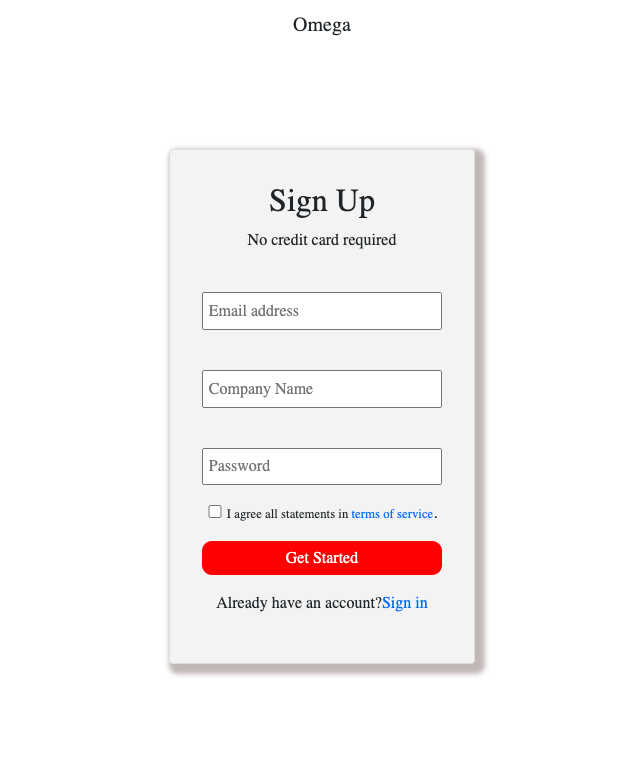 Omega
Sign Up
No credit card required
Email address
Company Name
Password
I agree all statements in terms of service.
Get Started
Already have an account?Sign in